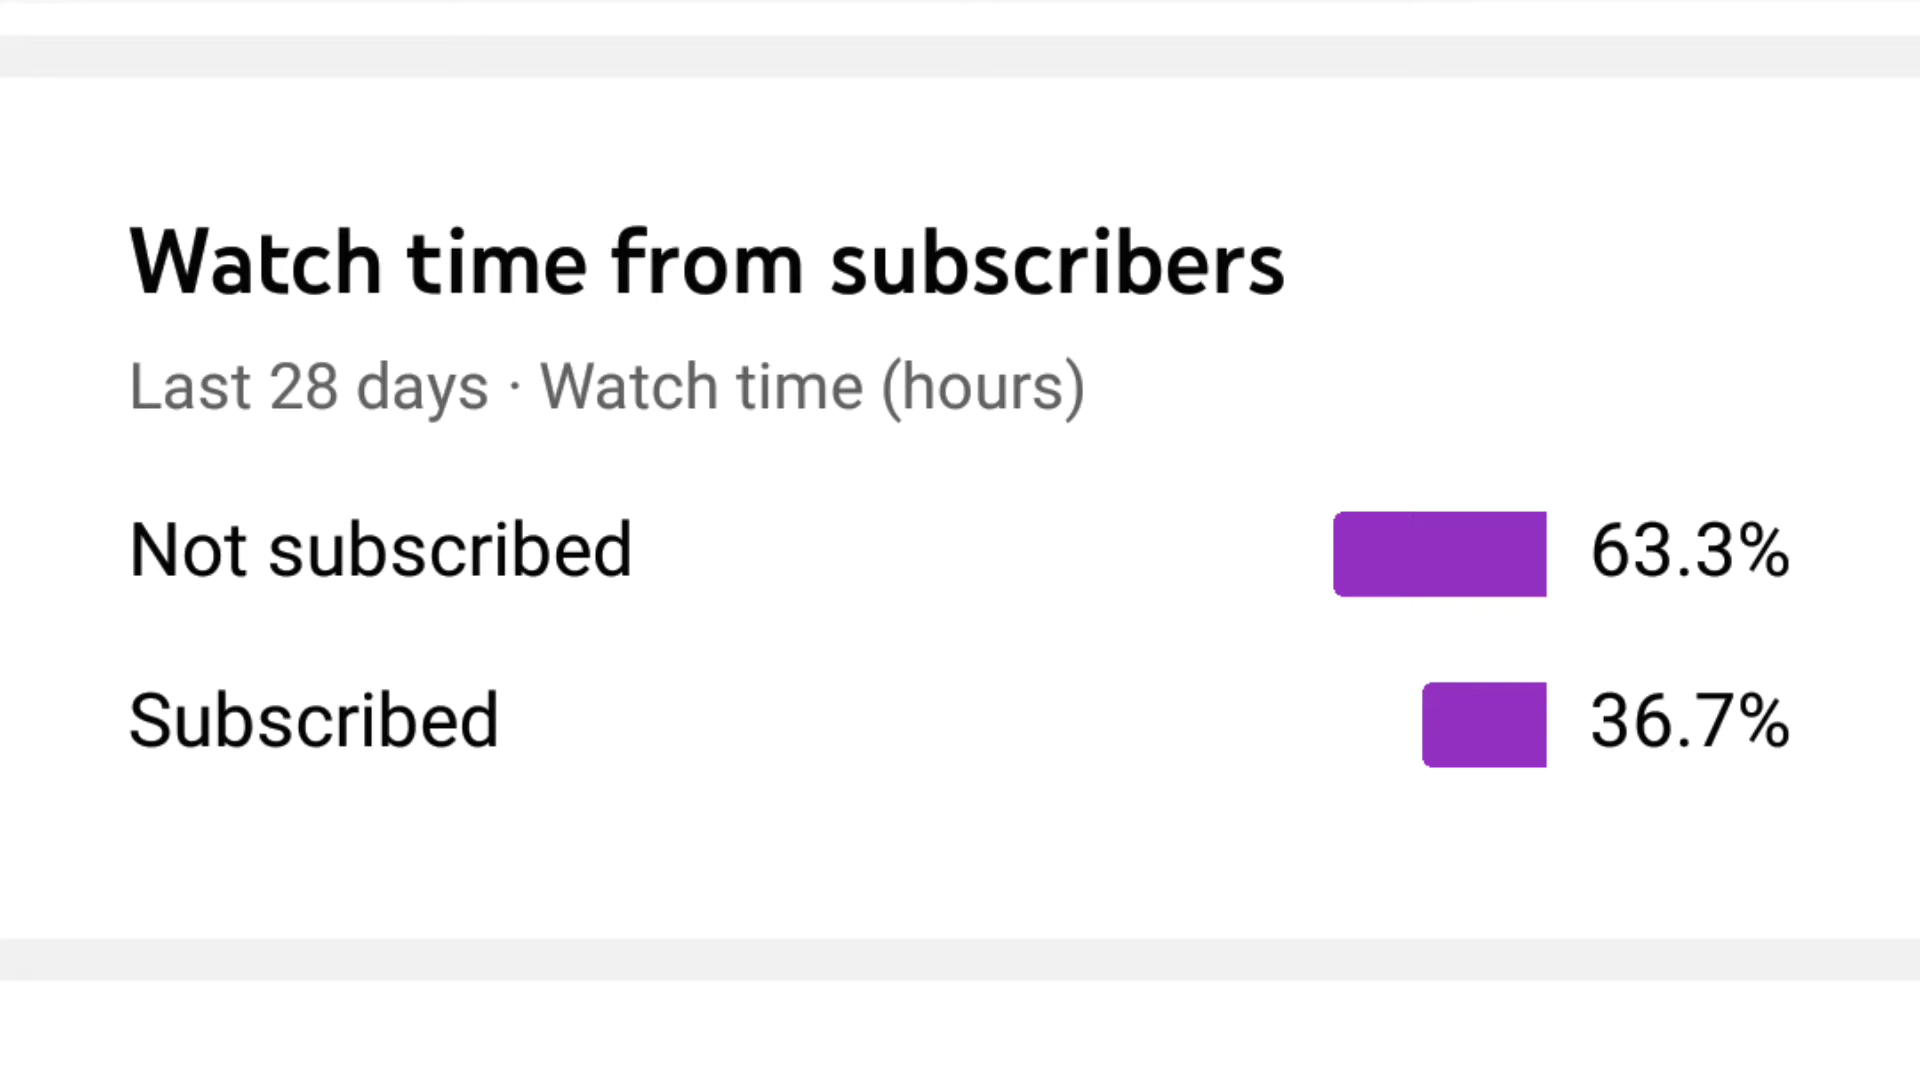 Watch time from subscribers
Last 28 days · Watch time (hours)
Not subscribed 63.3%
Subscribed 36.7%